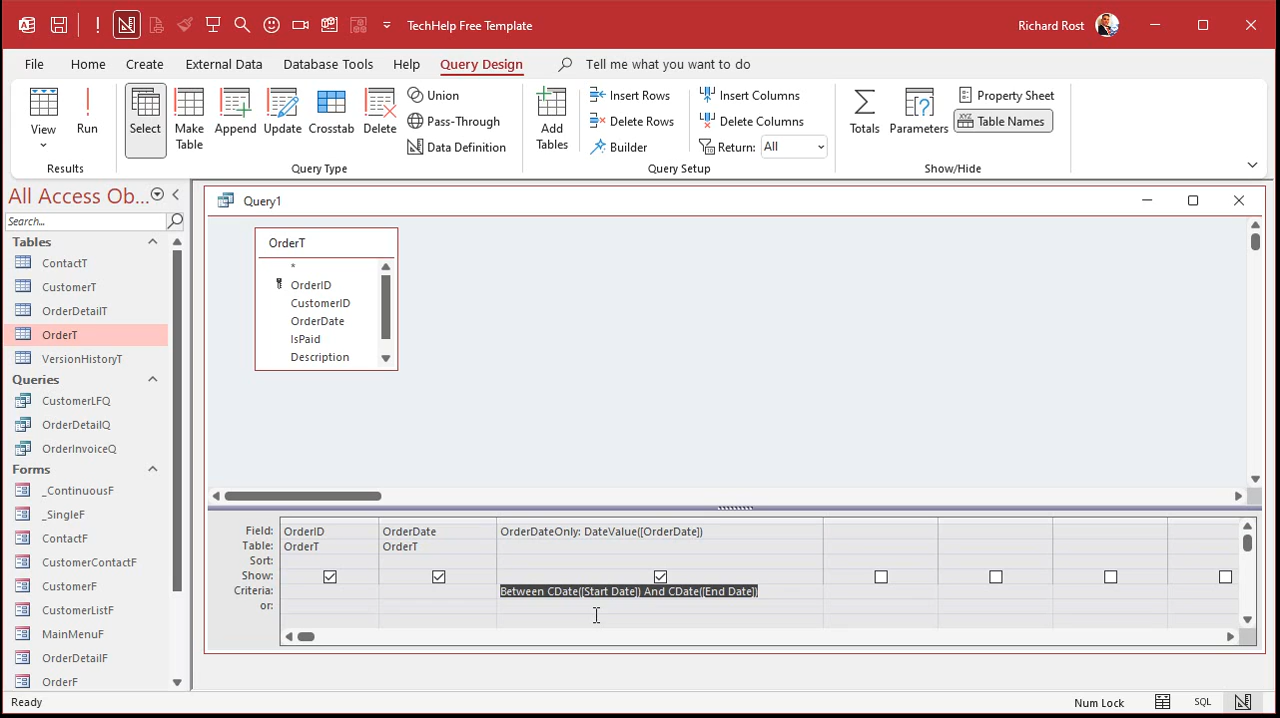 TechHelp Free Template
Richard Rost
File
Home
Create
External Data
Database Tools
Help
Query Design
Tell me what you want to do
View
Run
Results
Select
Make Table
Append
Update
Crosstab
Delete
Union
Pass-Through
Data Definition
Query Type
Add Tables
Insert Rows
Delete Rows
Builder
Insert Columns
Delete Columns
Return: All
Query Setup
Totals
Parameters
Property Sheet
XYZ
Table Names
Show/Hide
All Access Ob...
Search...
Tables
ContactT
CustomerT
OrderDetailT
OrderT
VersionHistoryT
Queries
CustomerLFQ
OrderDetailQ
OrderInvoiceQ
Forms
_ContinuousF
_SingleF
ContactF
CustomerContactF
CustomerF
CustomerListF
MainMenuF
OrderDetailF
OrderF
Query1
OrderT
*
OrderID
CustomerID
OrderDate
IsPaid
Description
Field: OrderID OrderDate OrderDateOnly: DateValue([OrderDate])
Table: OrderT OrderT
Sort:
Show:
Criteria: Between CDate([Start Date]) And CDate([End Date])
or:
Ready
Num Lock
SQL